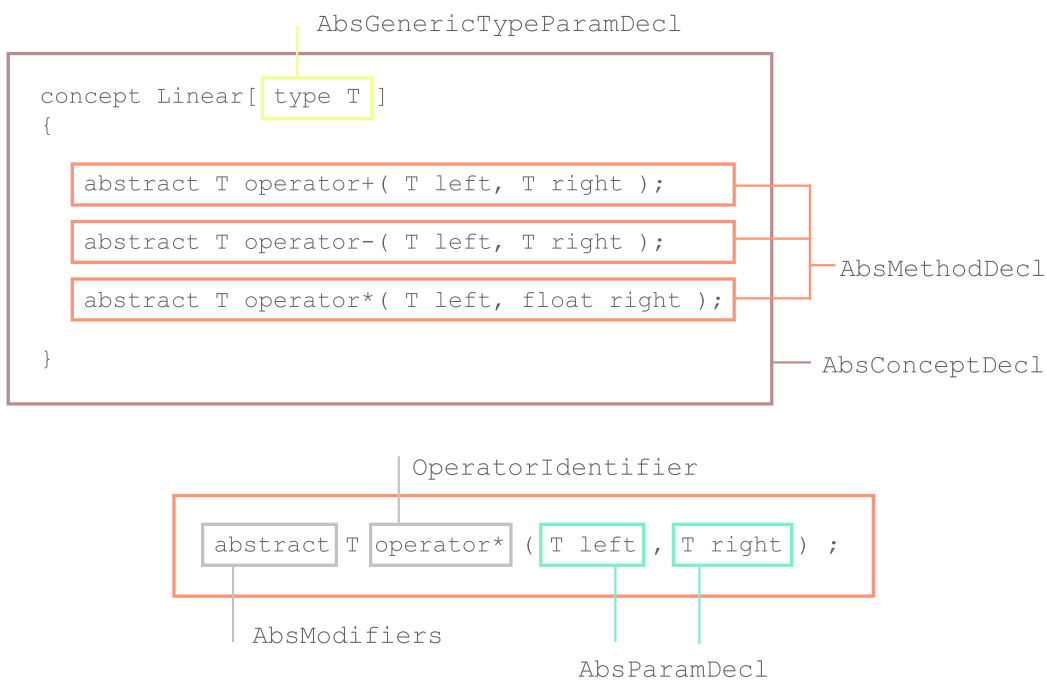 AbsGenericTypeParamDecl
concept Linear[ type T ]
{
abstract T operator+( T left, T right );
abstract T operator-( T left, T right );
AbsMethodDecl
abstract T operator*( T left, float right );
}
AbsConceptDecl
OperatorIdentifier
abstract T operator* ( T left , T right ) ;
AbsModifiers
AbsParamDecl